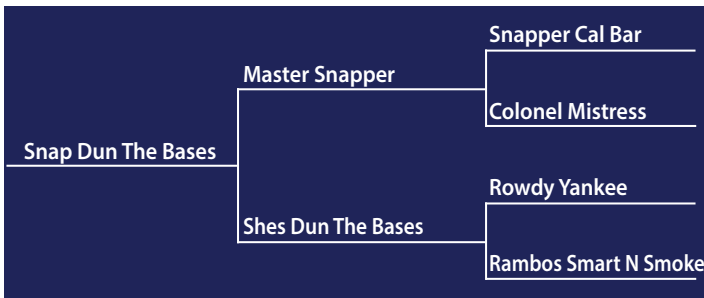 Snapper Cal Bar
Master Snapper
Colonel Mistress
Snap Dun The Bases
Rowdy Yankee
Shes Dun The Bases
Rambos Smart N Smoke